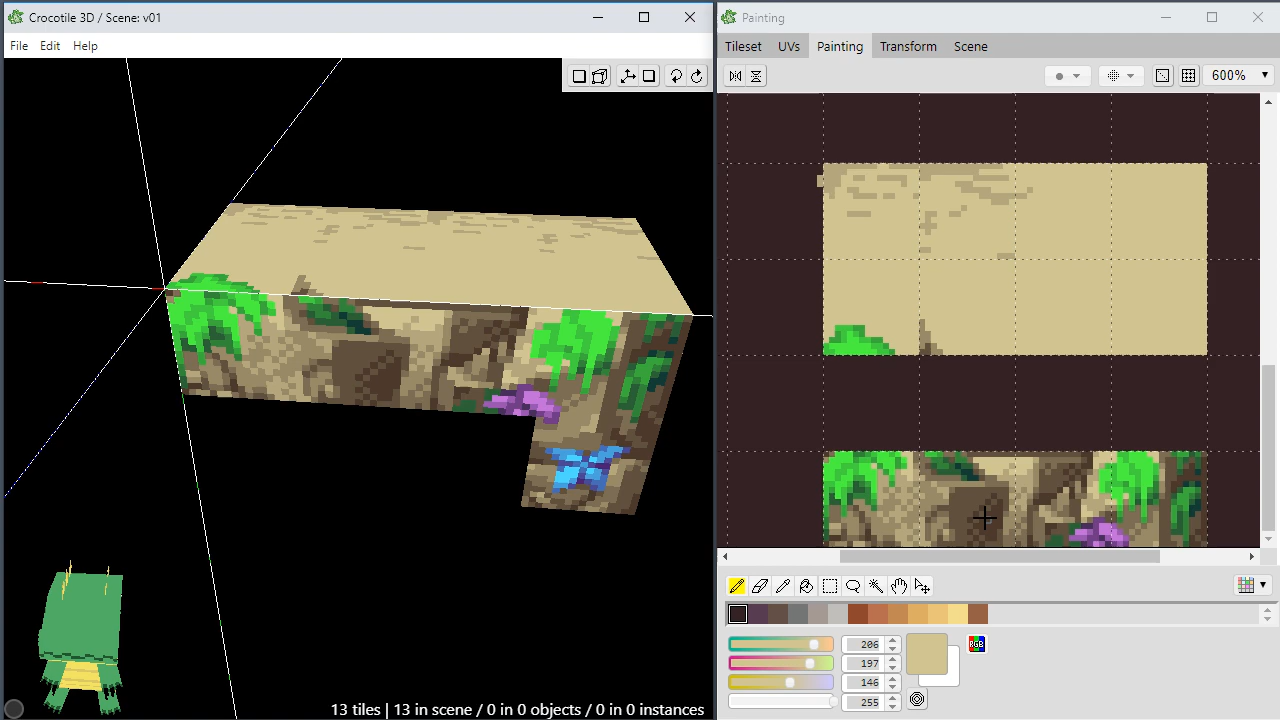 Crocotile 3D / Scene: v01
File Edit Help
13 tiles | 13 in scene / 0 in 0 objects / 0 in 0 instances
Painting
Tileset UVs Painting Transform Scene
600%
206
RGB
197
146
255